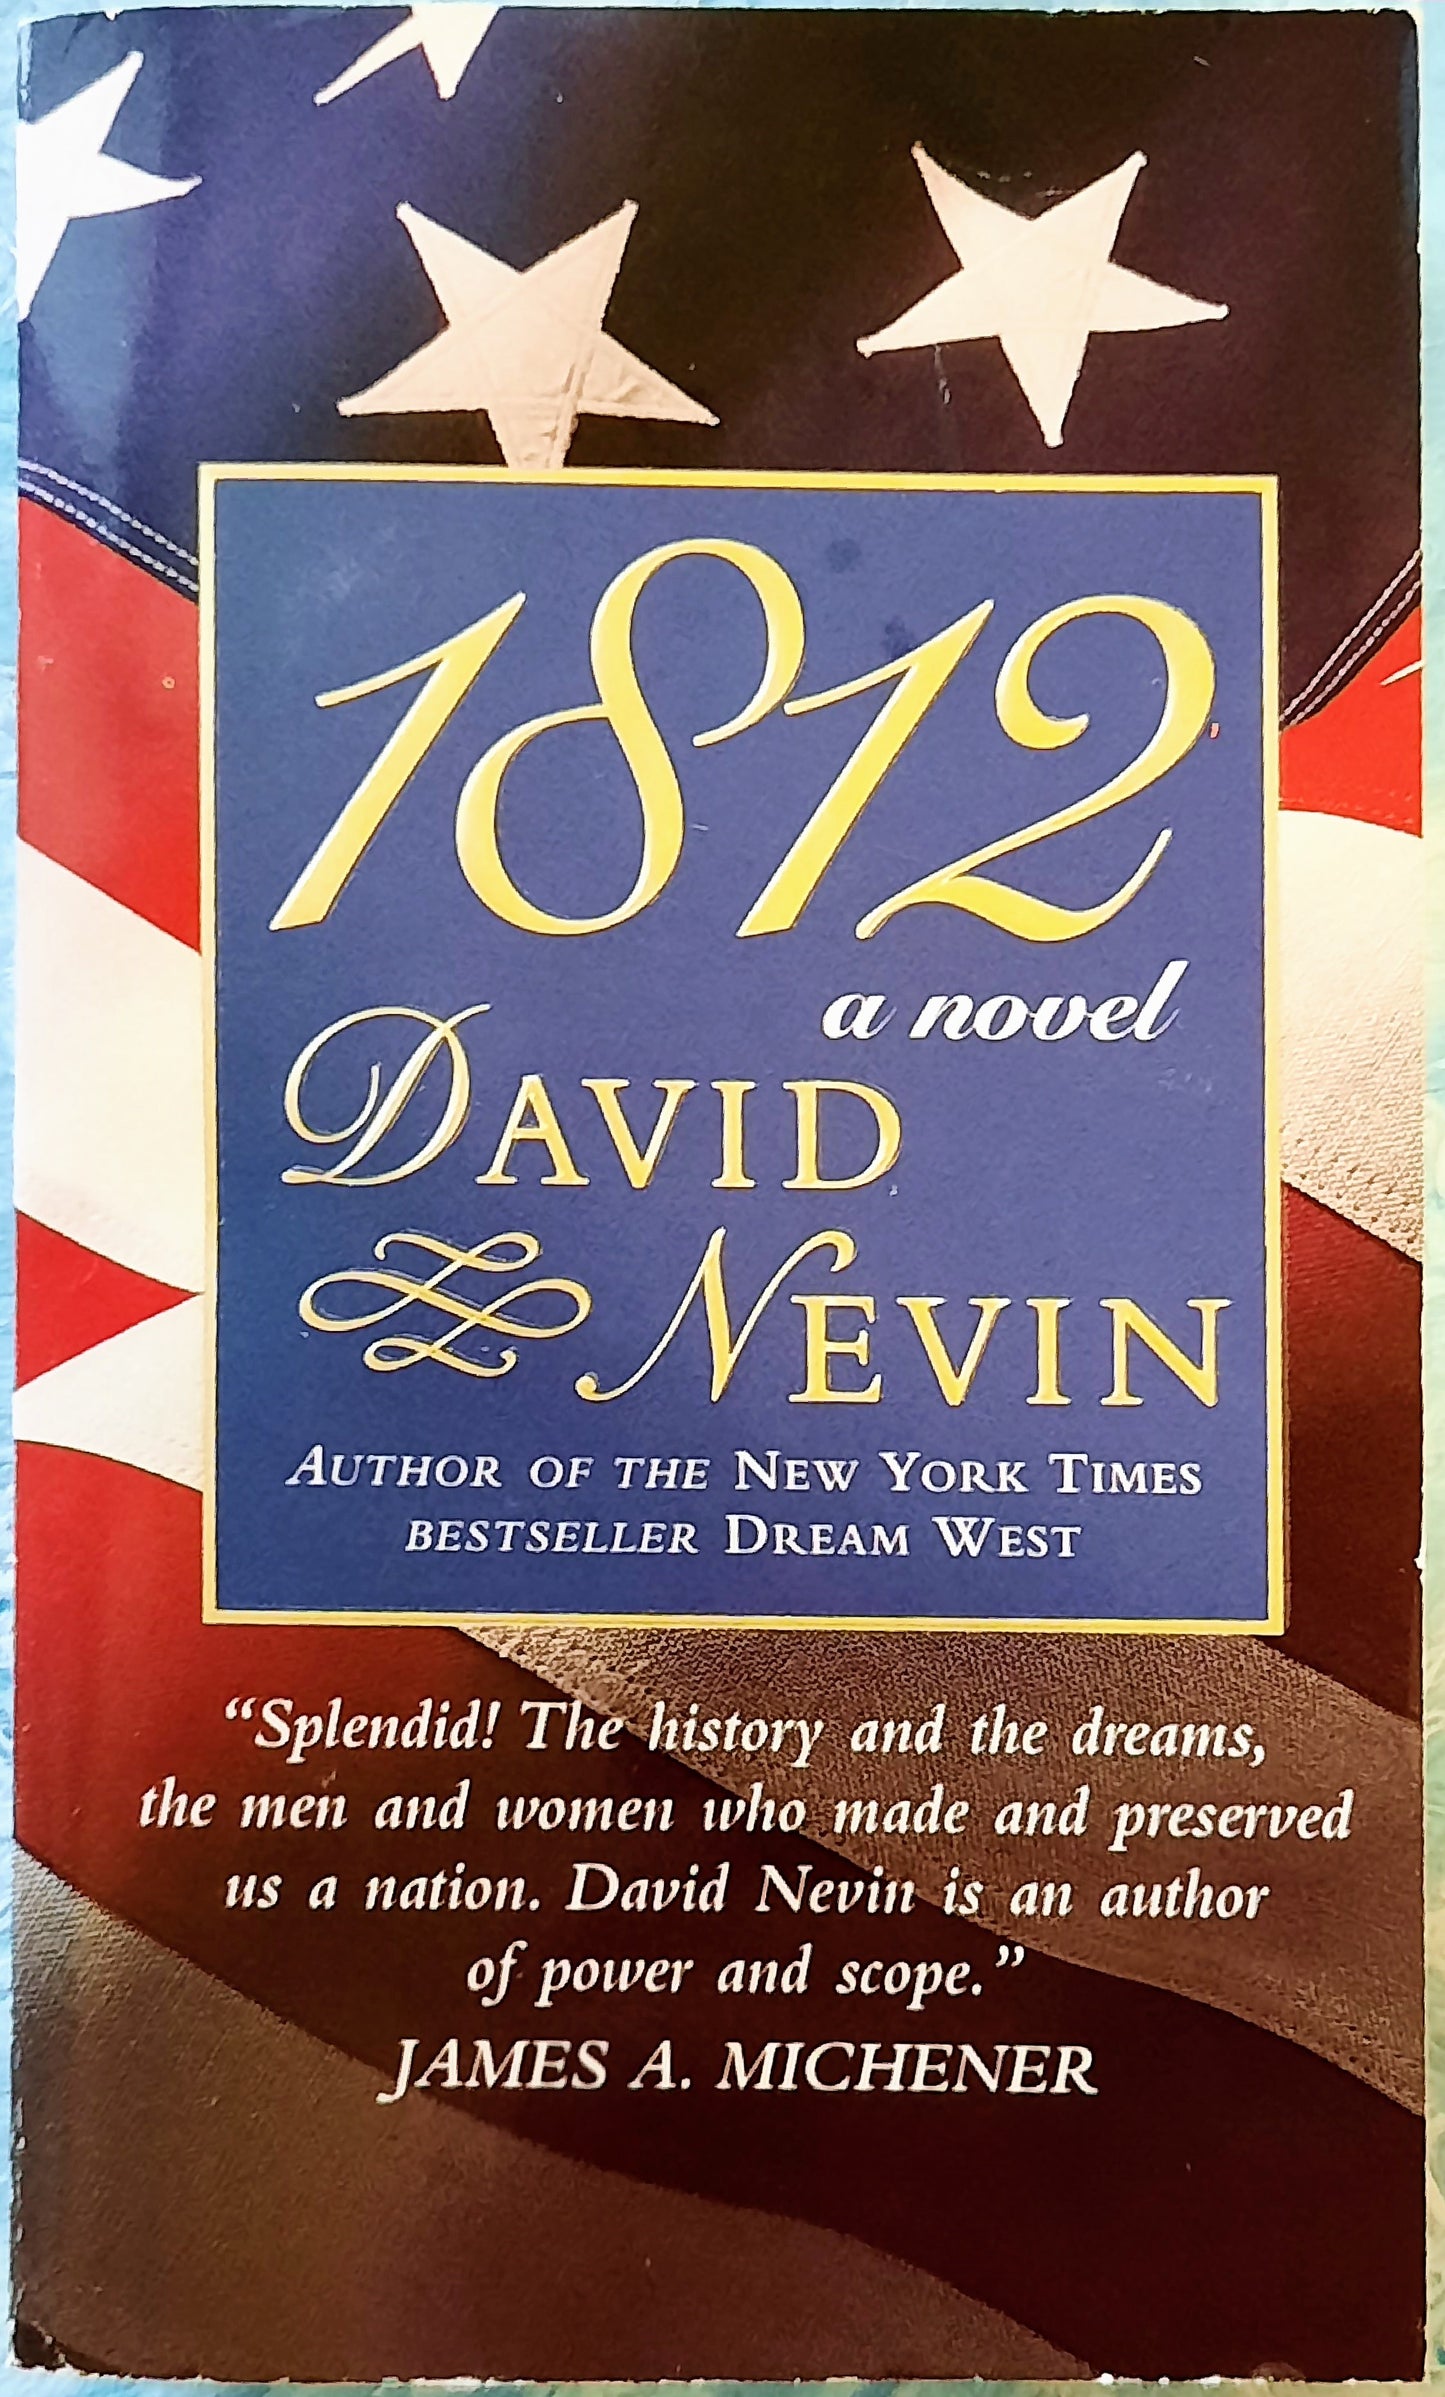 1812
a novel
DAVID
NEVIN
AUTHOR OF THE NEW YORK TIMES
BESTSELLER DREAM WEST
“Splendid! The history and the dreams,
the men and women who made and preserved
us a nation. David Nevin is an author
of power and scope.”
JAMES A. MICHENER